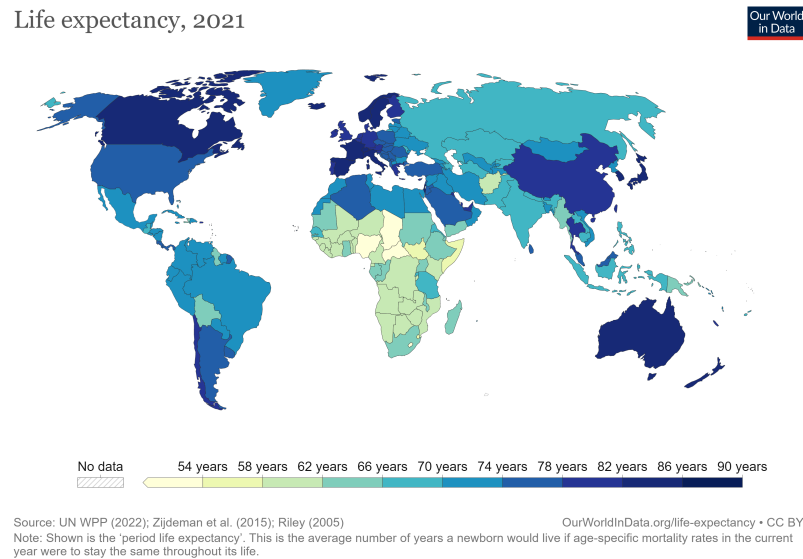 Life expectancy, 2021
Our World
in Data
No data
54 years 58 years 62 years 66 years 70 years 74 years 78 years 82 years 86 years 90 years
Source: UN WPP (2022); Zijdeman et al. (2015); Riley (2005)
OurWorldInData.org/life-expectancy • CC BY
Note: Shown is the ‘period life expectancy’. This is the average number of years a newborn would live if age-specific mortality rates in the current
year were to stay the same throughout its life.